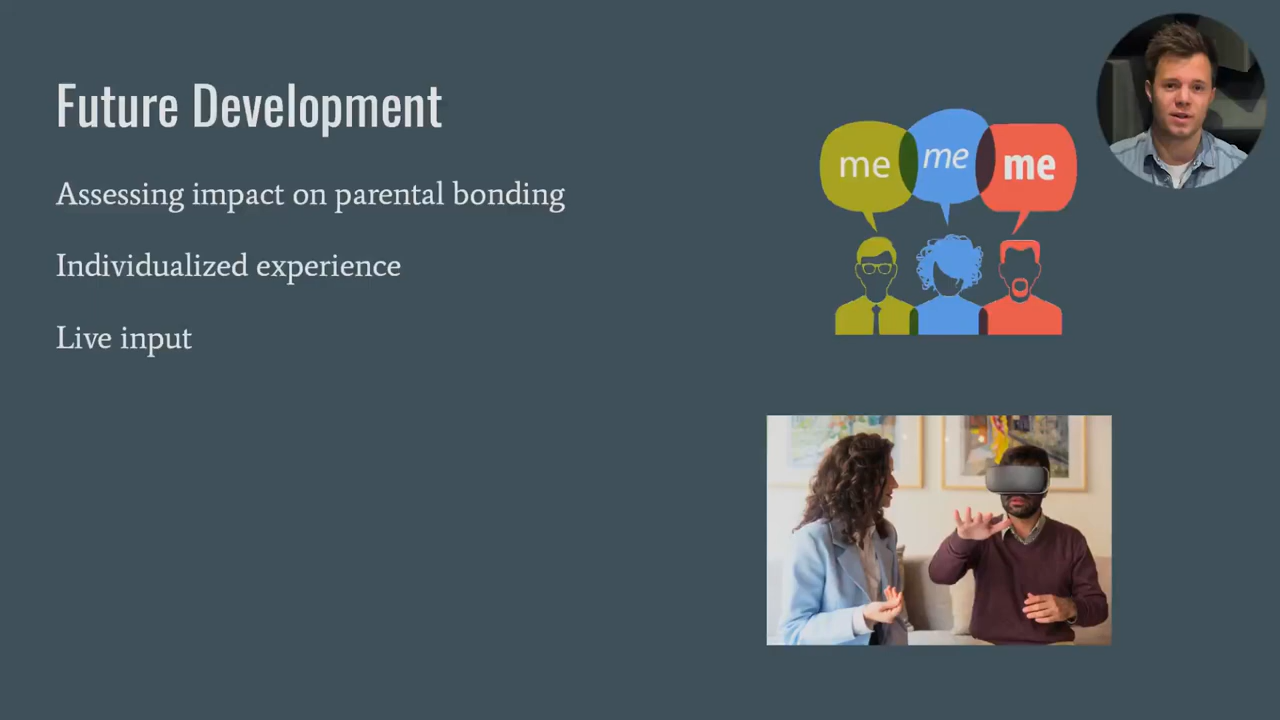 Future Development
Assessing impact on parental bonding
Individualized experience
Live input
me
me
me